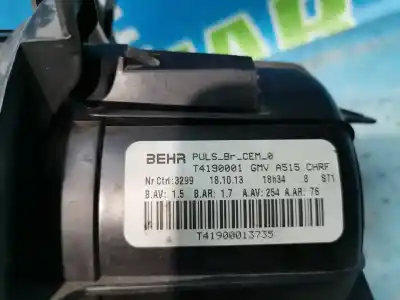 BEHR PULS_Br_CEM_0
T4190001 GMV A515 CHRF
Nr Ctrl:3299 18.10.13 18h34 8 ST1
B.AV: 1.5 B.AR: 1.7 A.AV: 254 A.AR: 76
T41900013735